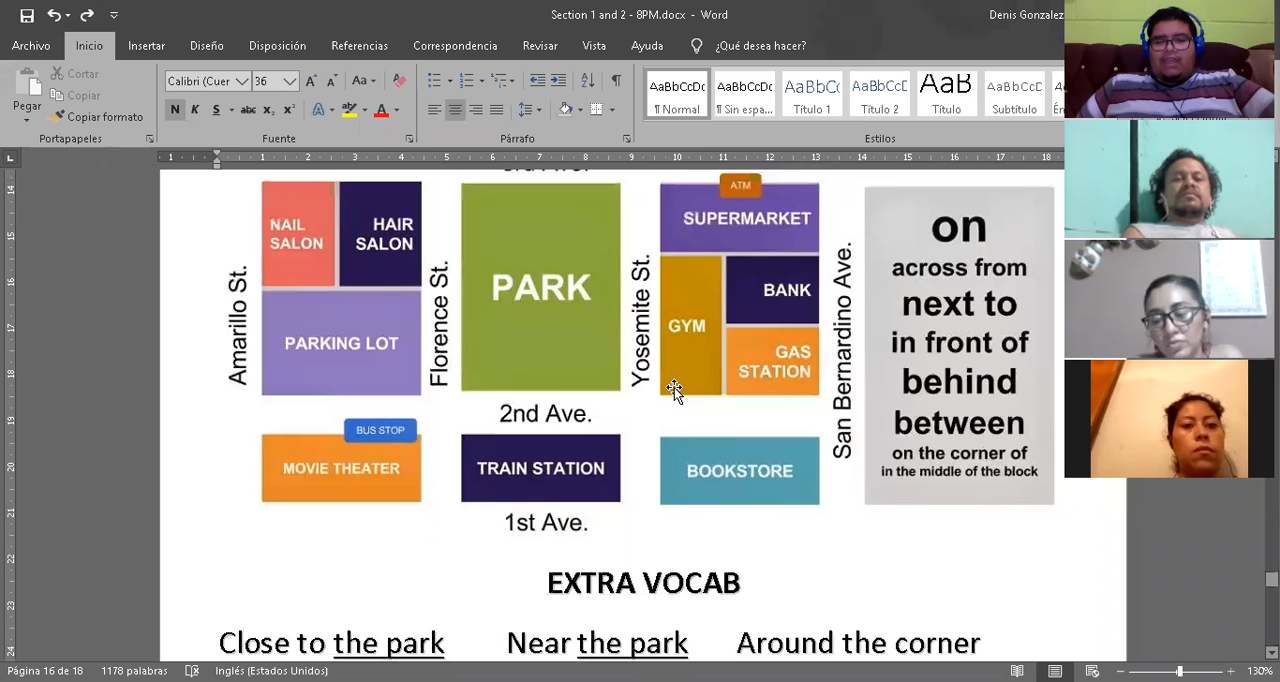 Section 1 and 2 - 8PM.docx - Word
Denis Gonzalez
Archivo Inicio Insertar Diseño Disposición Referencias Correspondencia Revisar Vista Ayuda ¿Qué desea hacer?
Pegar
Cortar
Copiar
Copiar formato
Portapapeles
Calibri (Cuer 36
N K S abc x₂ x²
Fuente
Párrafo
AaBbCcDc AaBbCcDc AaBbCc AaBbCcD AaB AaBbCcD
¶ Normal ¶ Sin espa... Título 1 Título 2 Título Subtítulo
Estilos
NAIL
SALON
HAIR
SALON
PARKING LOT
Amarillo St.
Florence St.
PARK
Yosemite St.
ATM
SUPERMARKET
GYM
BANK
GAS
STATION
San Bernardino Ave.
2nd Ave.
BUS STOP
MOVIE THEATER
TRAIN STATION
BOOKSTORE
1st Ave.
on
across from
next to
in front of
behind
between
on the corner of
in the middle of the block
EXTRA VOCAB
Close to the park Near the park Around the corner
Página 16 de 18 1178 palabras Inglés (Estados Unidos) 130%